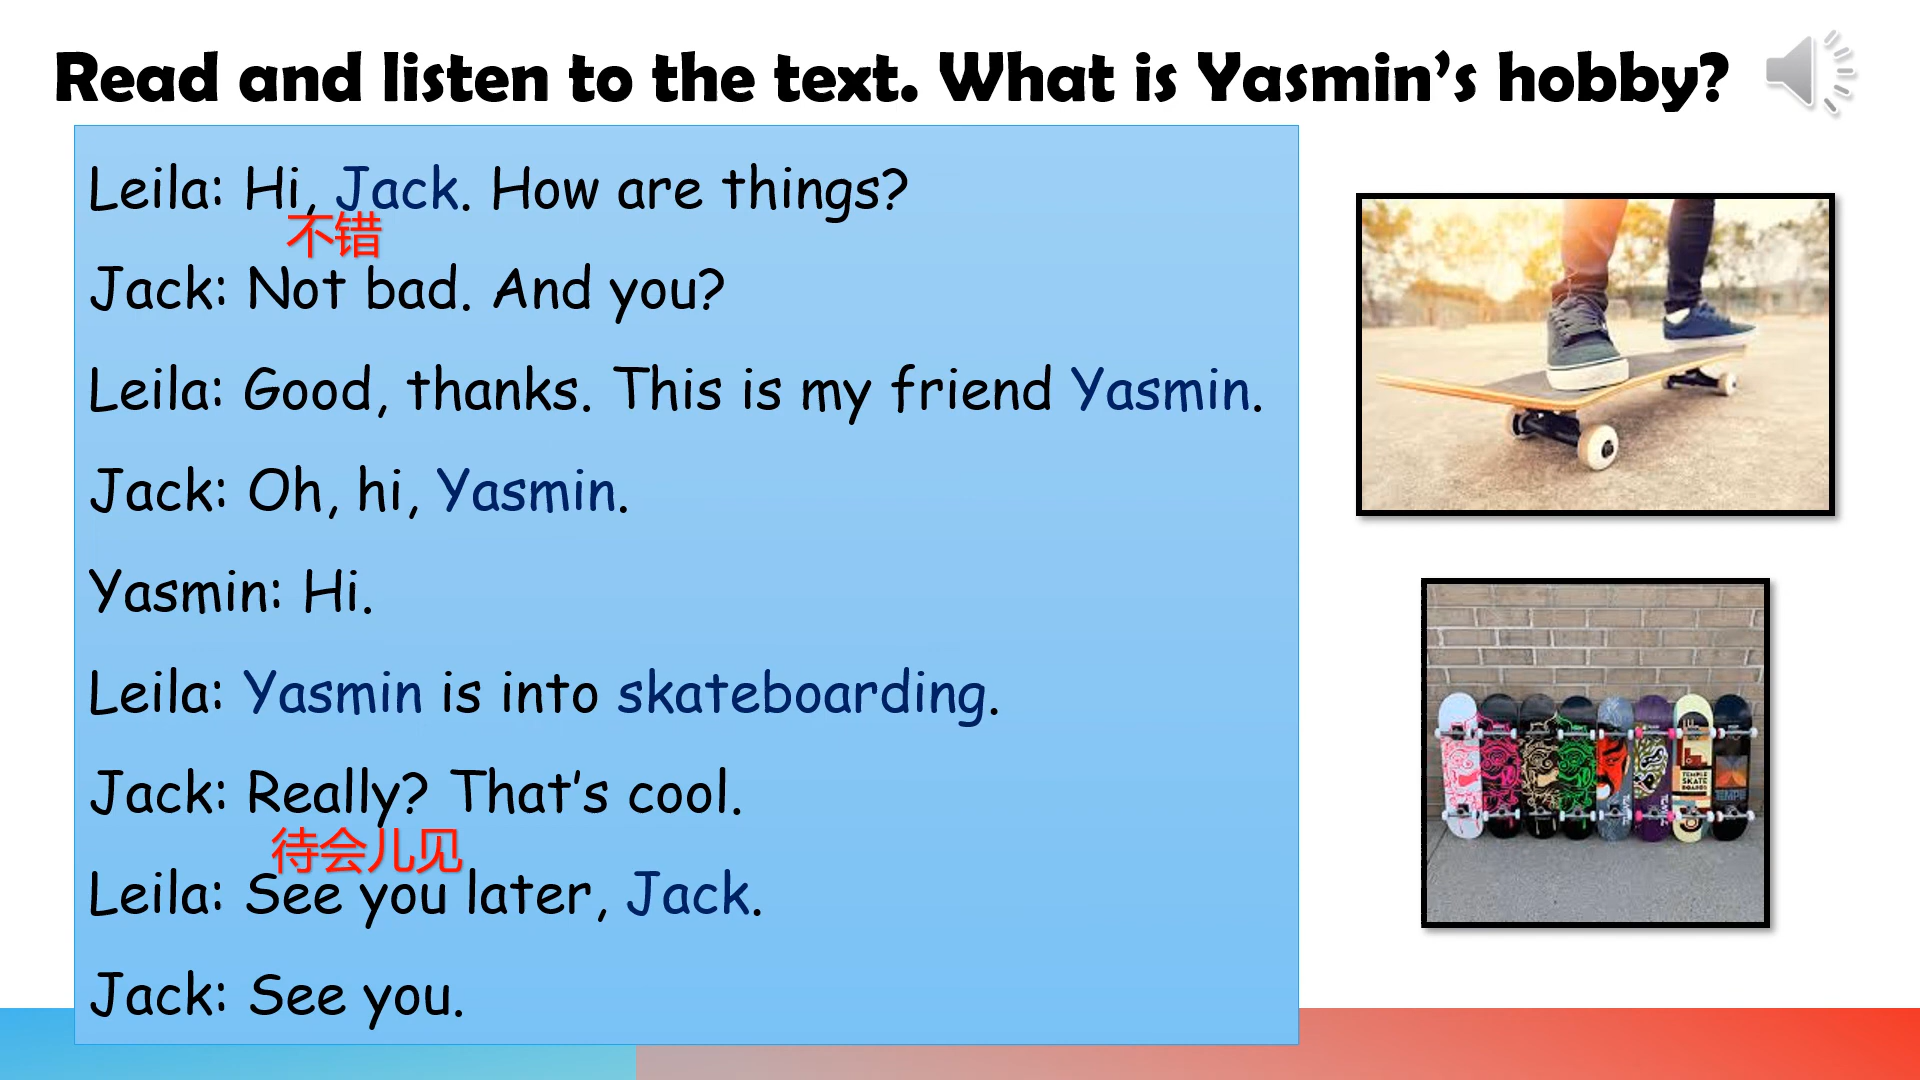 Read and listen to the text. What is Yasmin’s hobby?
Leila: Hi, Jack. How are things?
不错
Jack: Not bad. And you?
Leila: Good, thanks. This is my friend Yasmin.
Jack: Oh, hi, Yasmin.
Yasmin: Hi.
Leila: Yasmin is into skateboarding.
Jack: Really? That’s cool.
待会儿见
Leila: See you later, Jack.
Jack: See you.
TEMPLE
SKATE
BOARDS